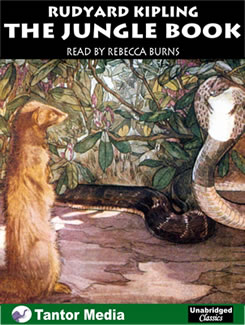 RUDYARD KIPLING
THE JUNGLE BOOK
READ BY REBECCA BURNS
Tantor Media
Unabridged
Classics